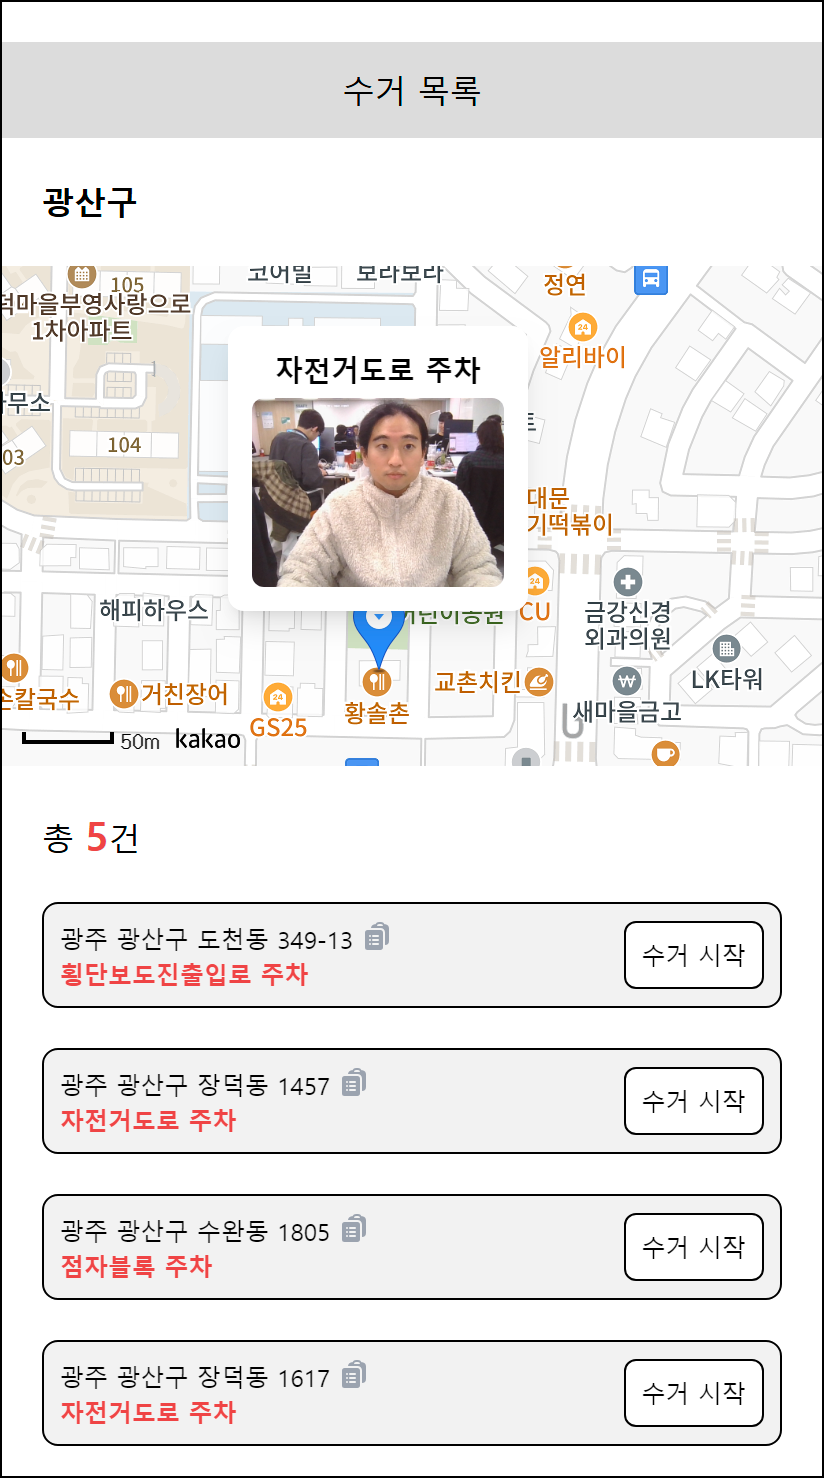 수거 목록
광산구
코어빌
보라보라
정연
105
덕마을부영사랑으로
1차아파트
알리바이
자전거도로 주차
사무소
104
03
대문
기떡볶이
해피하우스
어린이공원
CU
금강신경
외과의원
손칼국수
거친장어
GS25
황솔촌
교촌치킨
LK타워
새마을금고
50m
kakao
총 5건
광주 광산구 도천동 349-13
횡단보도진출입로 주차
수거 시작
광주 광산구 장덕동 1457
자전거도로 주차
수거 시작
광주 광산구 수완동 1805
점자블록 주차
수거 시작
광주 광산구 장덕동 1617
자전거도로 주차
수거 시작